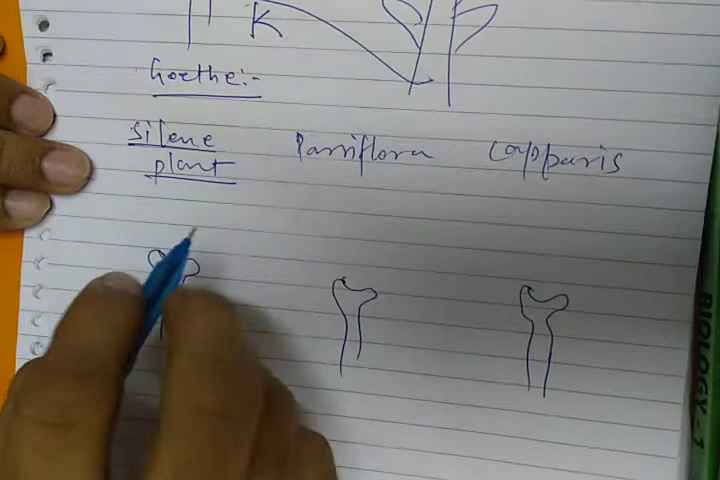 K
Goethe:-
Silene Passiflora Capparis
plant
BIOLOGY-1